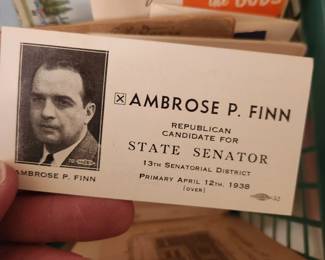 ☒ AMBROSE P. FINN
REPUBLICAN
CANDIDATE FOR
STATE SENATOR
13TH SENATORIAL DISTRICT
PRIMARY APRIL 12TH, 1938
(OVER)
AMBROSE P. FINN